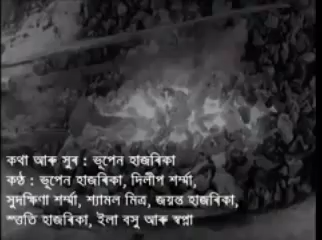 কথা আৰু সুৰ : ভূপেন হাজৰিকা
কণ্ঠ : ভূপেন হাজৰিকা, দিলীপ শৰ্ম্মা,
সুদক্ষিণা শৰ্ম্মা, শ্যামল মিত্ৰ, জয়ন্ত হাজৰিকা,
স্তুতি হাজৰিকা, ইলা বসু আৰু স্বপ্না